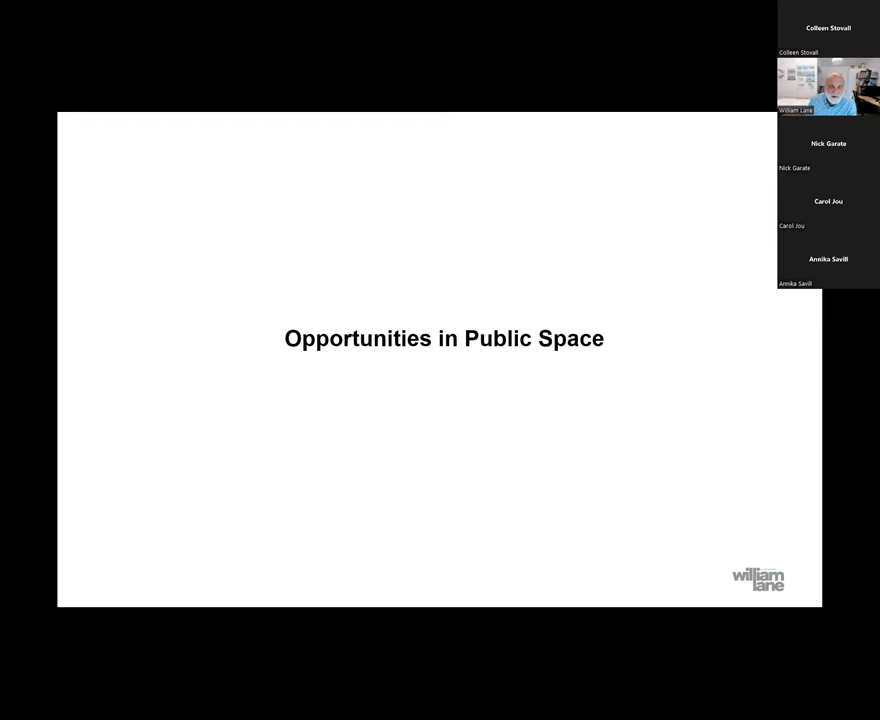 Colleen Stovall
Colleen Stovall
William Lane
Nick Garate
Nick Garate
Carol Jou
Carol Jou
Annika Savill
Annika Savill
Opportunities in Public Space
william
lane